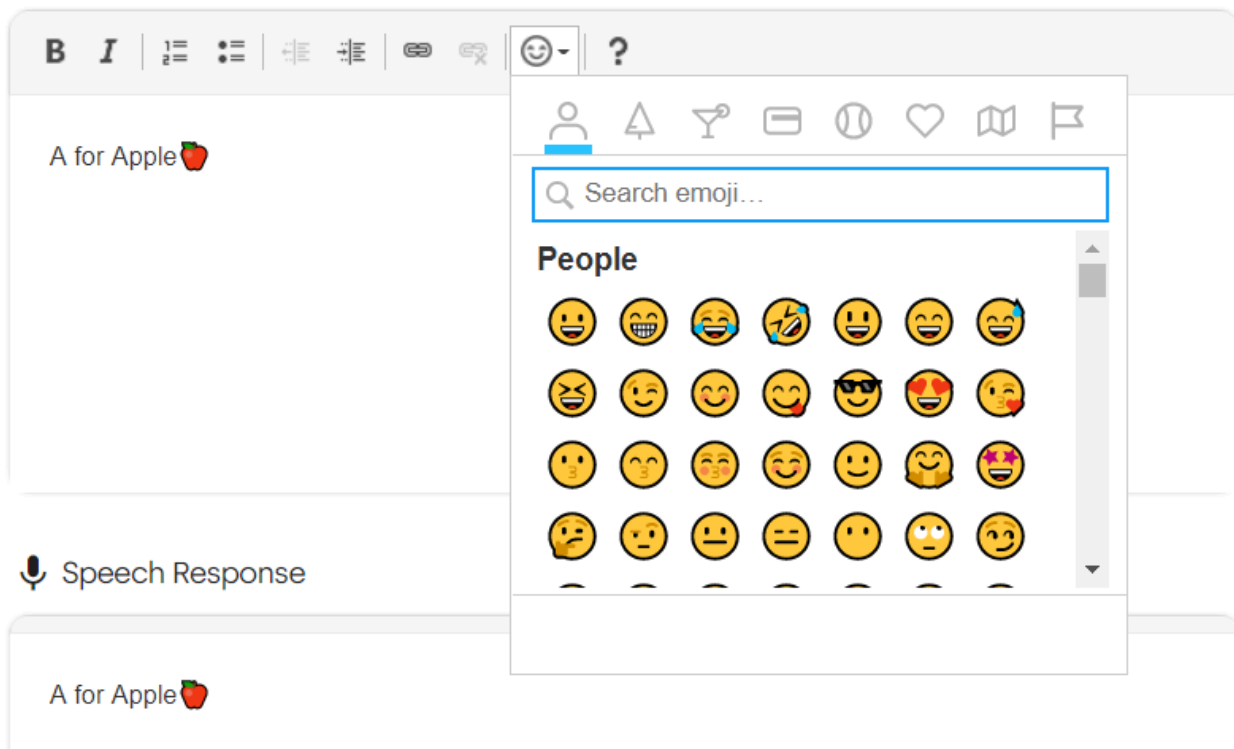 B I ?
A for Apple🍎
Search emoji…
People
Speech Response
A for Apple🍎